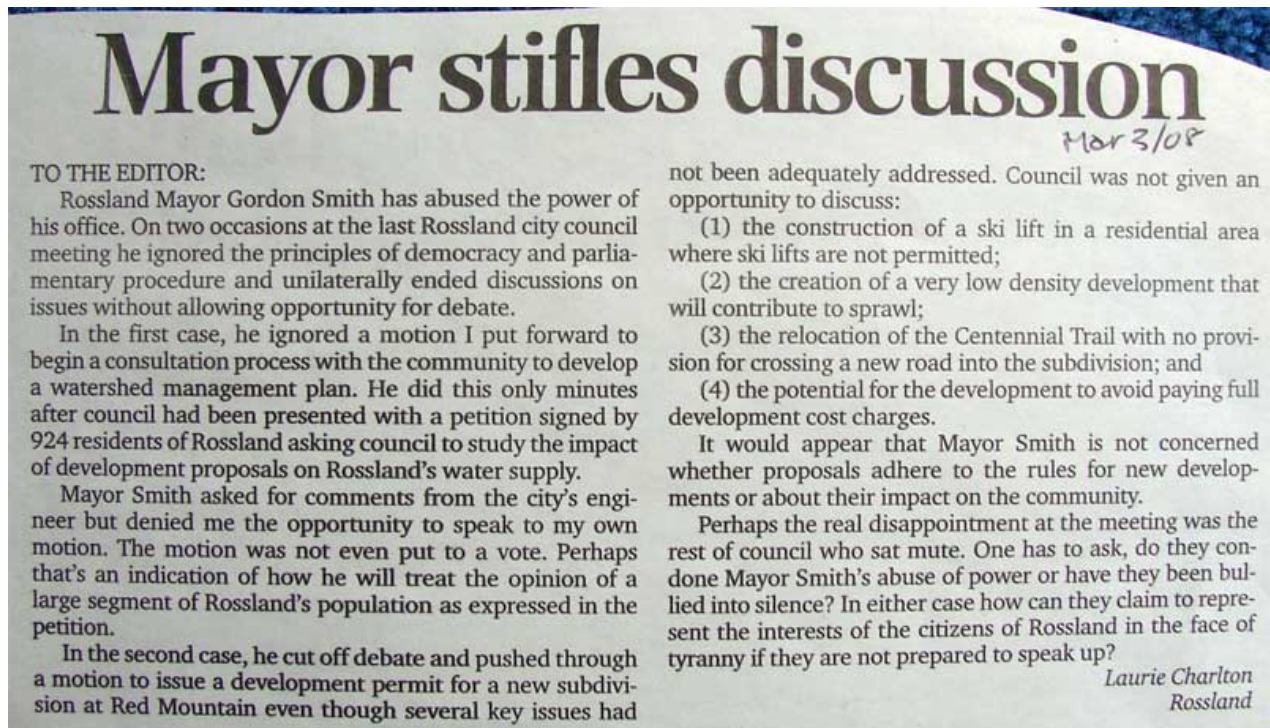 Mayor stifles discussion
Mar 3/08
TO THE EDITOR:
Rossland Mayor Gordon Smith has abused the power of
his office. On two occasions at the last Rossland city council
meeting he ignored the principles of democracy and parlia-
mentary procedure and unilaterally ended discussions on
issues without allowing opportunity for debate.
In the first case, he ignored a motion I put forward to
begin a consultation process with the community to develop
a watershed management plan. He did this only minutes
after council had been presented with a petition signed by
924 residents of Rossland asking council to study the impact
of development proposals on Rossland's water supply.
Mayor Smith asked for comments from the city's engi-
neer but denied me the opportunity to speak to my own
motion. The motion was not even put to a vote. Perhaps
that's an indication of how he will treat the opinion of a
large segment of Rossland's population as expressed in the
petition.
In the second case, he cut off debate and pushed through
a motion to issue a development permit for a new subdivi-
sion at Red Mountain even though several key issues had
not been adequately addressed. Council was not given an
opportunity to discuss:
(1) the construction of a ski lift in a residential area
where ski lifts are not permitted;
(2) the creation of a very low density development that
will contribute to sprawl;
(3) the relocation of the Centennial Trail with no provi-
sion for crossing a new road into the subdivision; and
(4) the potential for the development to avoid paying full
development cost charges.
It would appear that Mayor Smith is not concerned
whether proposals adhere to the rules for new develop-
ments or about their impact on the community.
Perhaps the real disappointment at the meeting was the
rest of council who sat mute. One has to ask, do they con-
done Mayor Smith's abuse of power or have they been bul-
lied into silence? In either case how can they claim to repre-
sent the interests of the citizens of Rossland in the face of
tyranny if they are not prepared to speak up?
Laurie Charlton
Rossland